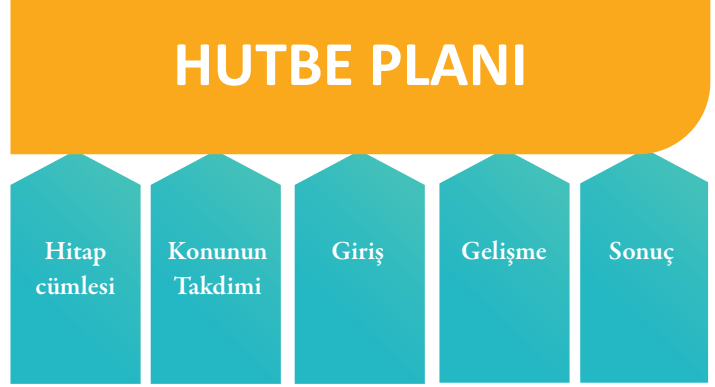 HUTBE PLANI
Hitap
cümlesi
Konunun
Takdimi
Giriş
Gelişme
Sonuç